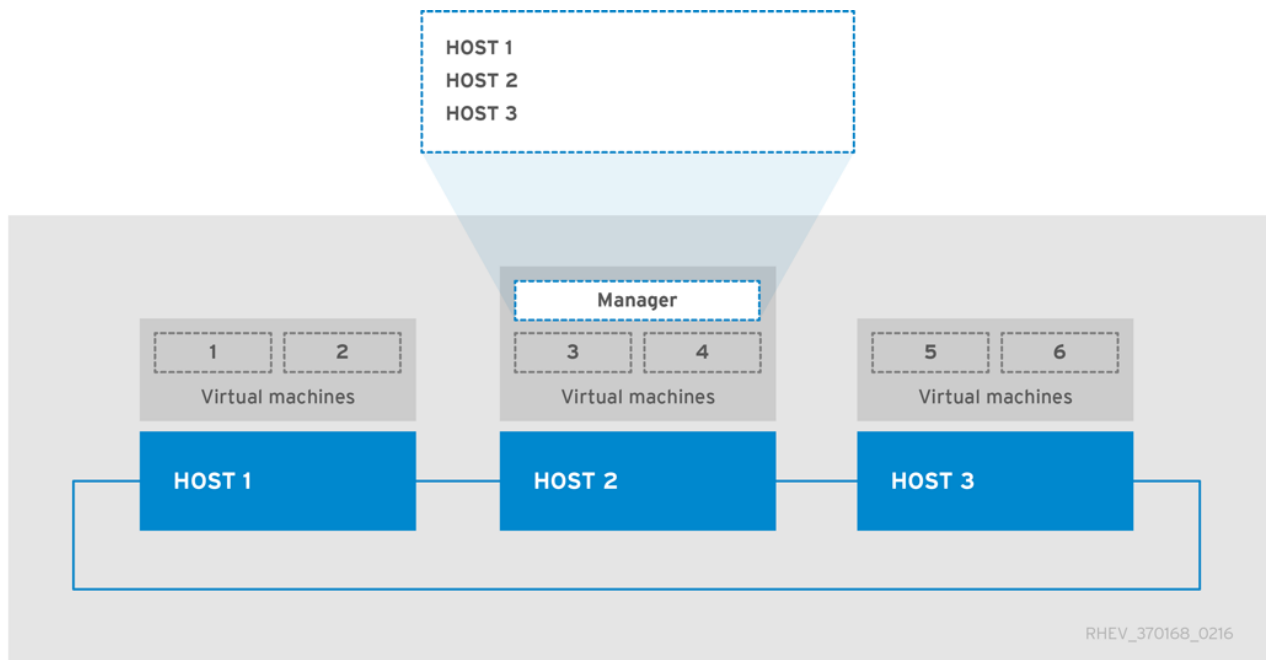 HOST 1
HOST 2
HOST 3
Manager
1 2
Virtual machines
3 4
Virtual machines
5 6
Virtual machines
HOST 1
HOST 2
HOST 3
RHEV_370168_0216